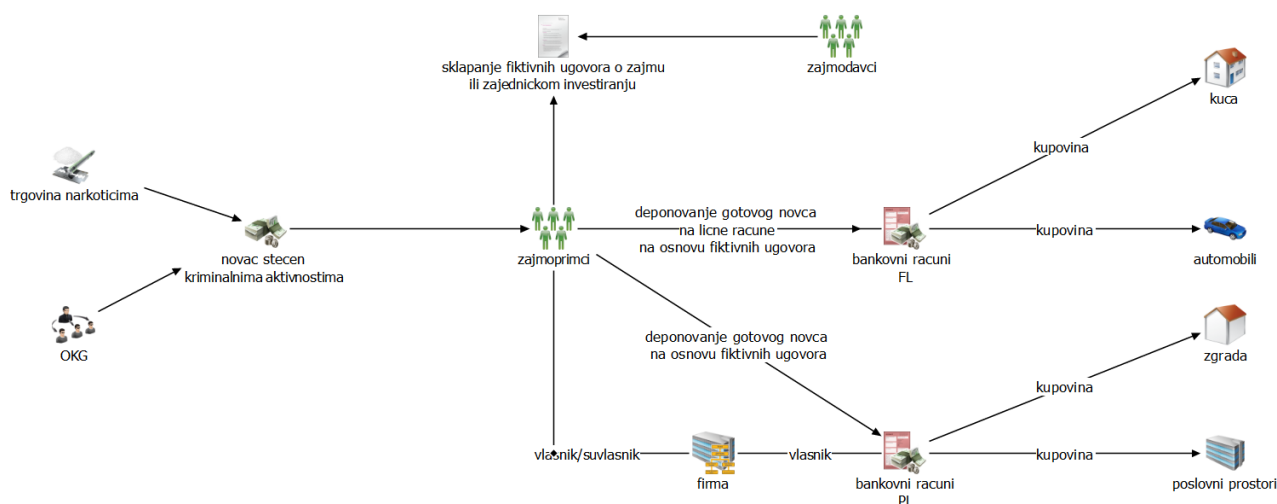 sklapanje fiktivnih ugovora o zajmu
ili zajednickom investiranju
zajmodavci
kuca
kupovina
trgovina narkoticima
novac stecen
kriminalnima aktivnostima
zajmoprimci
deponovanje gotovog novca
na licne racune
na osnovu fiktivnih ugovora
bankovni racuni
FL
kupovina
automobili
OKG
deponovanje gotovog novca
na osnovu fiktivnih ugovora
zgrada
kupovina
vlasnik/suvlasnik
firma
vlasnik
bankovni racuni
PL
kupovina
poslovni prostori